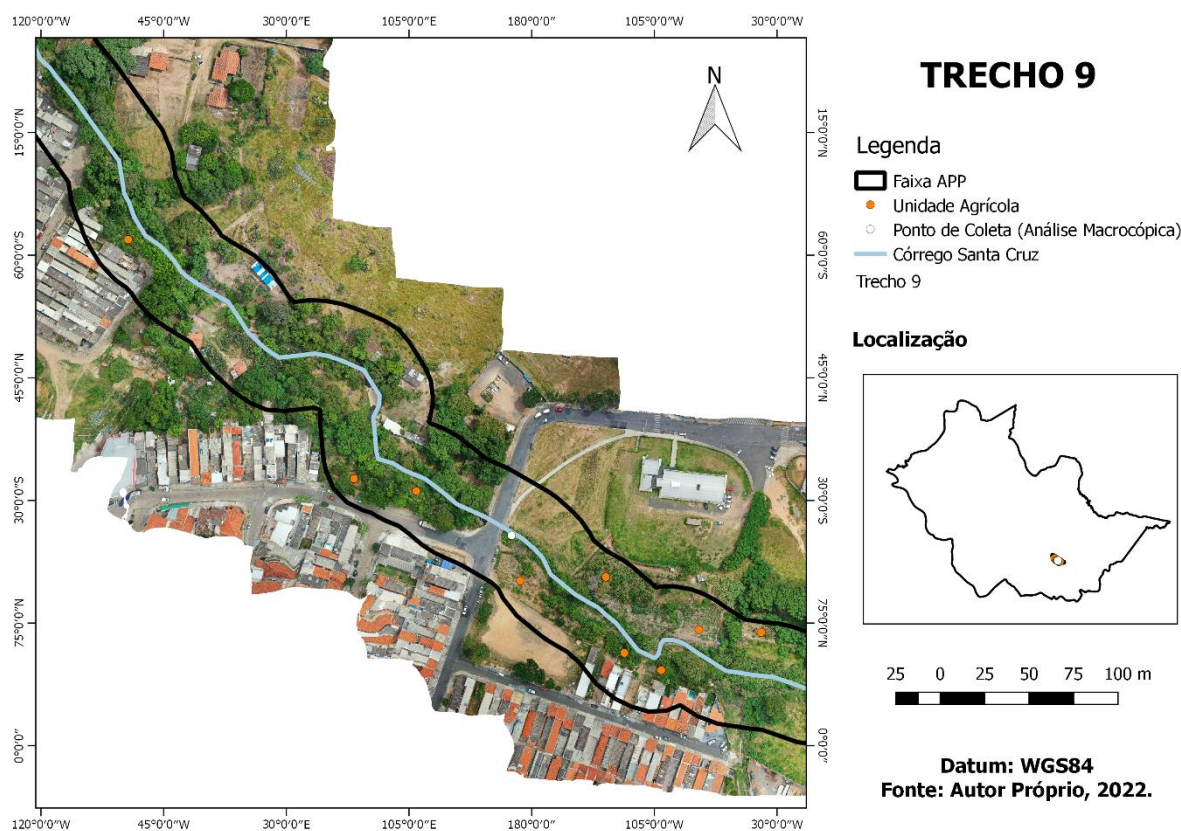 120°0'0"W 45°0'0"W 30°0'0"E 105°0'0"E 180°0'0" 105°0'0"W 30°0'0"W
15°0'0"N
60°0'0"S
45°0'0"N
30°0'0"S
75°0'0"N
0°0'0"
N
15°0'0"N
60°0'0"S
45°0'0"N
30°0'0"S
75°0'0"N
0°0'0"
120°0'0"W 45°0'0"W 30°0'0"E 105°0'0"E 180°0'0" 105°0'0"W 30°0'0"W
TRECHO 9
Legenda
Faixa APP
Unidade Agrícola
Ponto de Coleta (Análise Macrocópica)
Córrego Santa Cruz
Trecho 9
Localização
25 0 25 50 75 100 m
Datum: WGS84
Fonte: Autor Próprio, 2022.